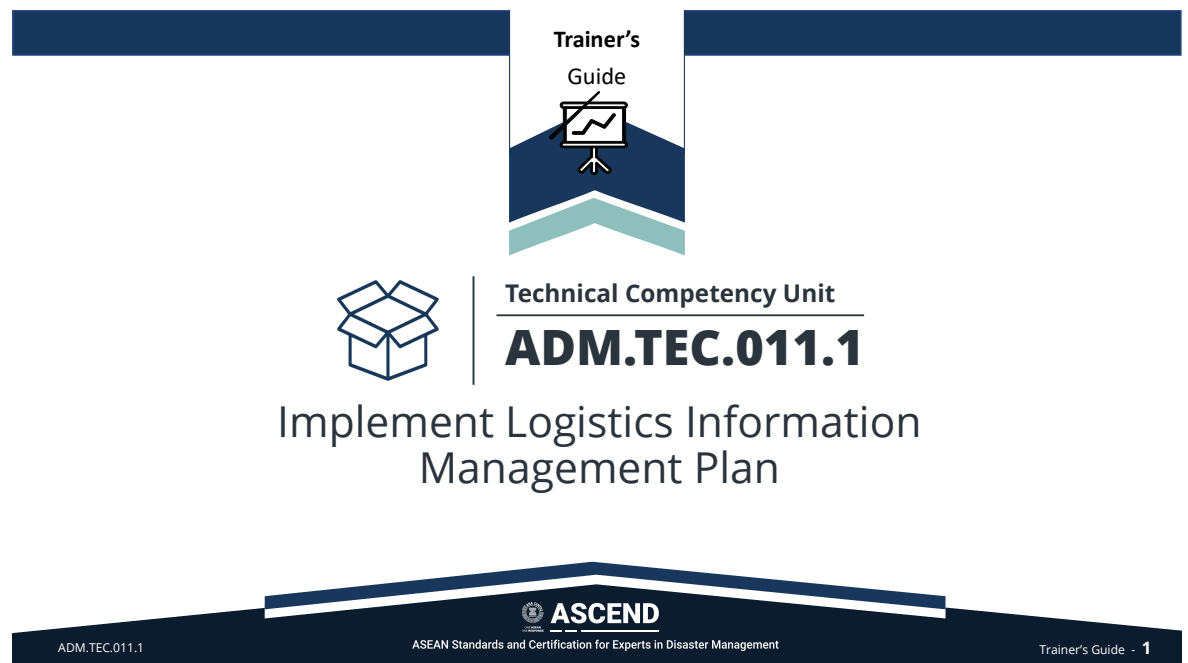 Trainer's
Guide
Technical Competency Unit
ADM.TEC.011.1
Implement Logistics Information
Management Plan
ASCEND
ASEAN Standards and Certification for Experts in Disaster Management
ADM.TEC.011.1
Trainer's Guide - 1